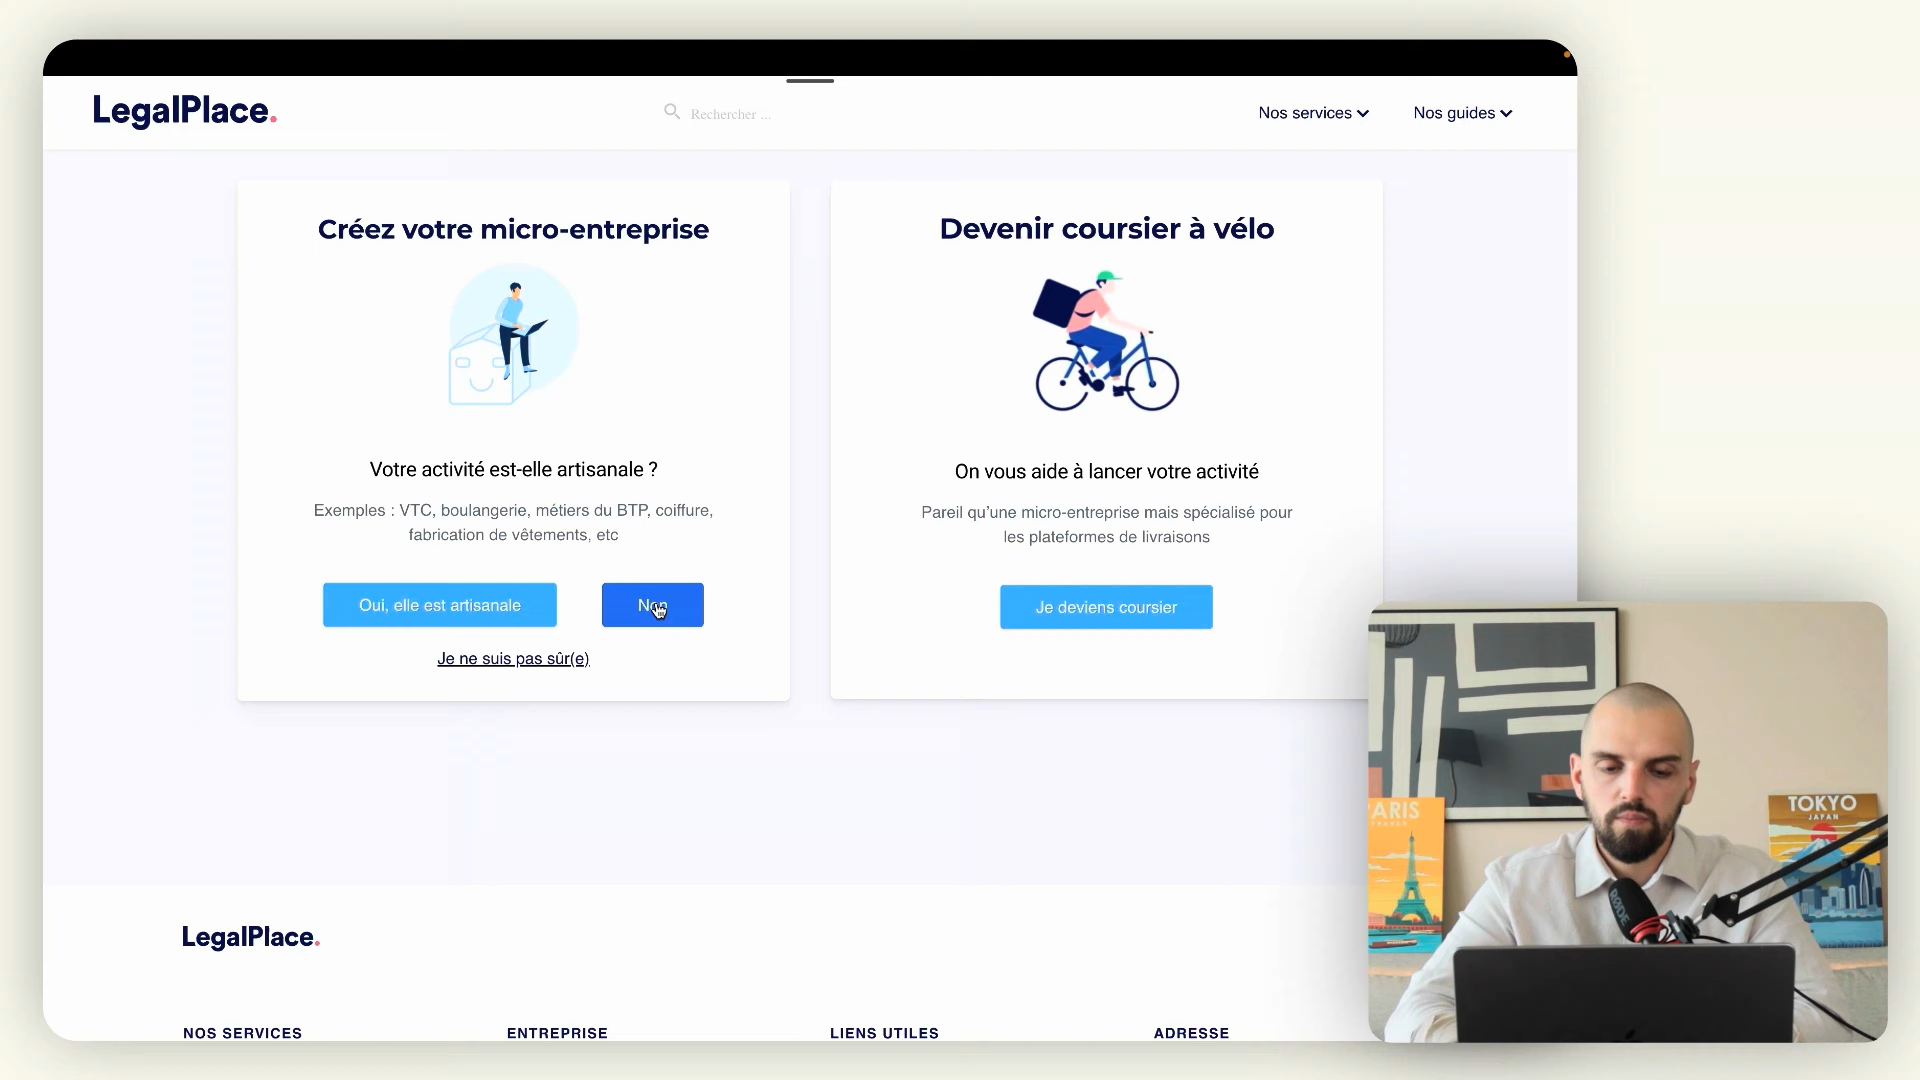 LegalPlace.
Rechercher ...
Nos services
Nos guides
Créez votre micro-entreprise
Votre activité est-elle artisanale ?
Exemples : VTC, boulangerie, métiers du BTP, coiffure,
fabrication de vêtements, etc
Oui, elle est artisanale
Non
Je ne suis pas sûr(e)
Devenir coursier à vélo
On vous aide à lancer votre activité
Pareil qu'une micro-entreprise mais spécialisé pour
les plateformes de livraisons
Je deviens coursier
LegalPlace.
NOS SERVICES
ENTREPRISE
LIENS UTILES
ADRESSE
ARIS
FRANCE
TOKYO
JAPAN
RØDE